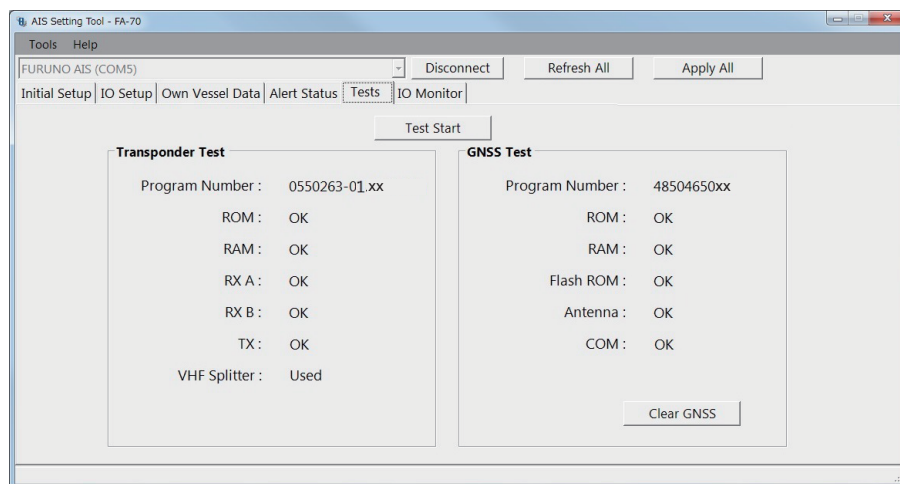 AIS Setting Tool - FA-70
Tools Help
FURUNO AIS (COM5) Disconnect Refresh All Apply All
Initial Setup IO Setup Own Vessel Data Alert Status Tests IO Monitor
Test Start
Transponder Test
Program Number : 0550263-01.xx
ROM : OK
RAM : OK
RX A : OK
RX B : OK
TX : OK
VHF Splitter : Used
GNSS Test
Program Number : 48504650xx
ROM : OK
RAM : OK
Flash ROM : OK
Antenna : OK
COM : OK
Clear GNSS